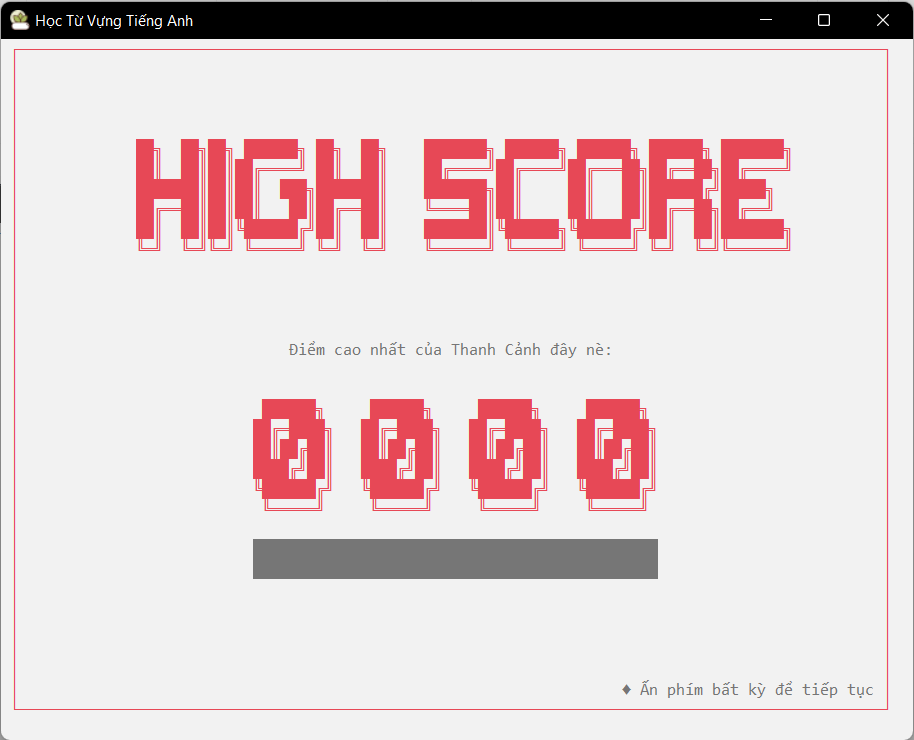 Học Từ Vựng Tiếng Anh
HIGH SCORE
Điểm cao nhất của Thanh Cảnh đây nè:
0000
♦ Ấn phím bất kỳ để tiếp tục